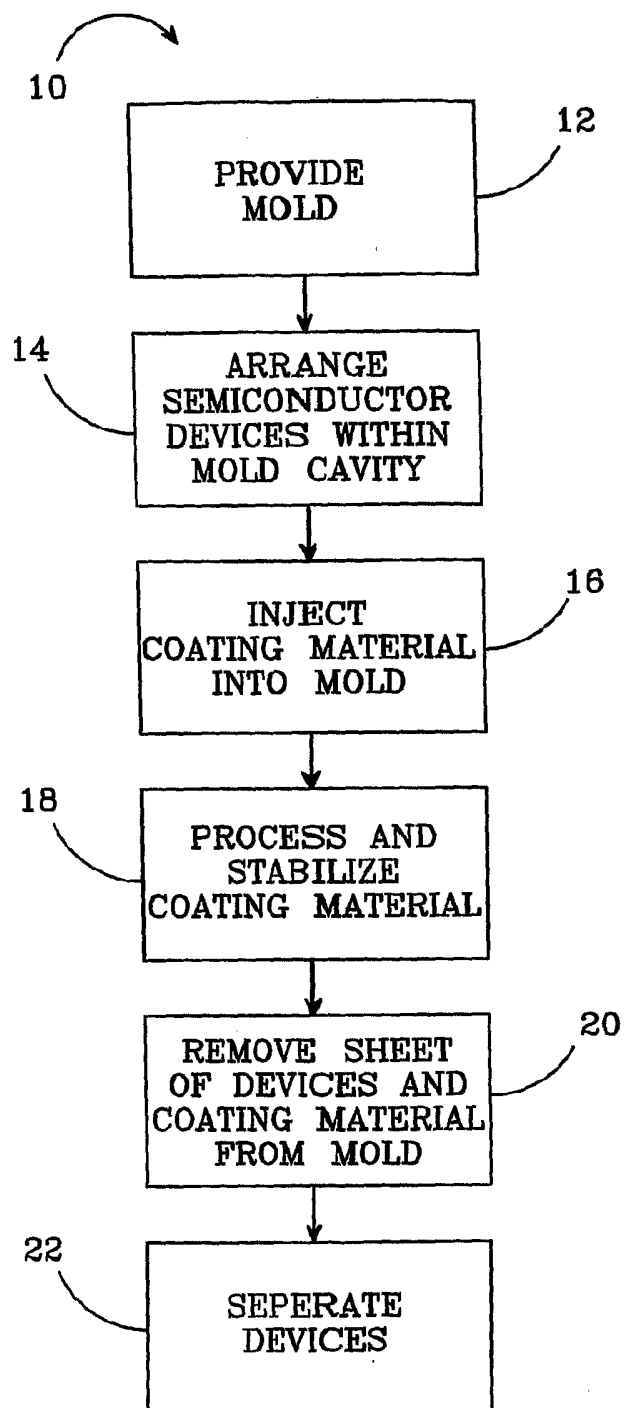 10
12
PROVIDE
MOLD
14
ARRANGE
SEMICONDUCTOR
DEVICES WITHIN
MOLD CAVITY
16
INJECT
COATING MATERIAL
INTO MOLD
18
PROCESS AND
STABILIZE
COATING MATERIAL
20
REMOVE SHEET
OF DEVICES AND
COATING MATERIAL
FROM MOLD
22
SEPERATE
DEVICES